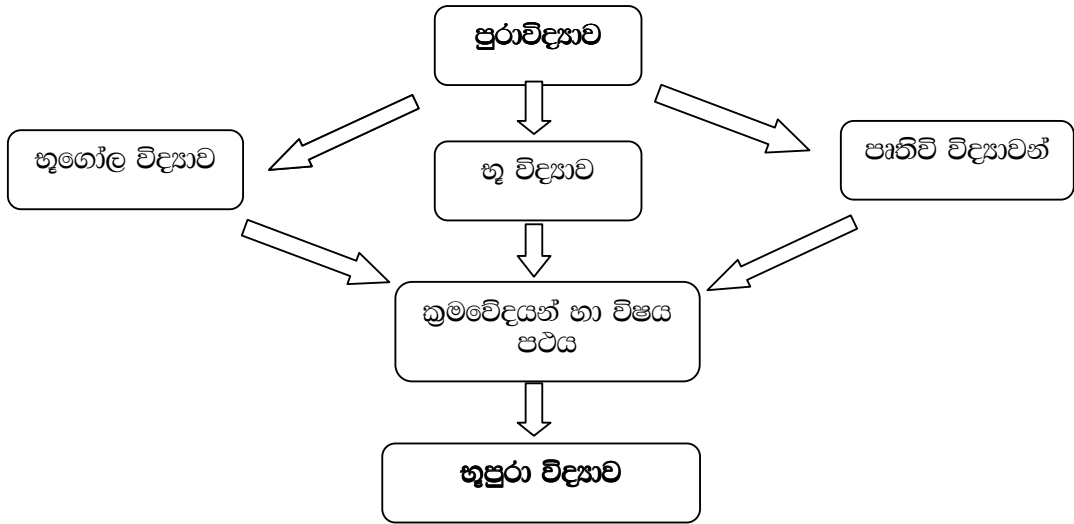 පුරාවිද්‍යාව
භූගෝල විද්‍යාව
භූ විද්‍යාව
පෘතිවි විද්‍යාවන්
ක්‍රමවේදයන් හා විෂය
පථය
භූපුරා විද්‍යාව